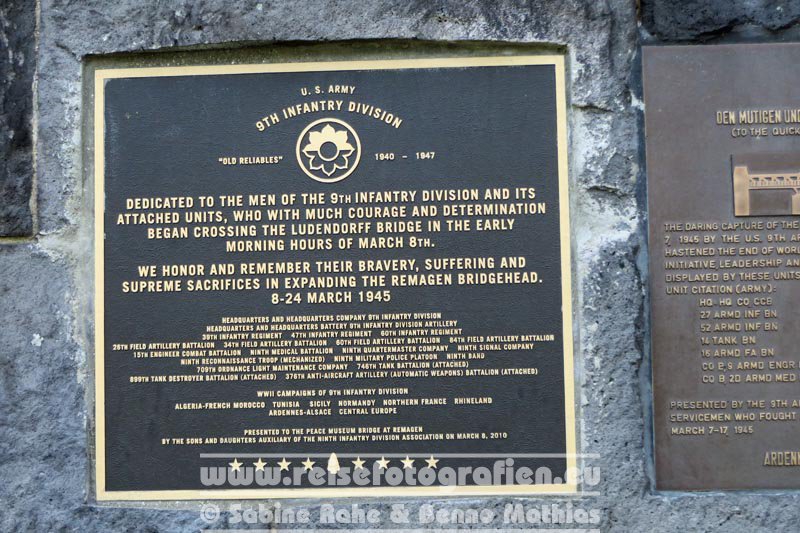 U. S. ARMY
9TH INFANTRY DIVISION
"OLD RELIABLES" 1940 - 1947
DEDICATED TO THE MEN OF THE 9TH INFANTRY DIVISION AND ITS
ATTACHED UNITS, WHO WITH MUCH COURAGE AND DETERMINATION
BEGAN CROSSING THE LUDENDORFF BRIDGE IN THE EARLY
MORNING HOURS OF MARCH 8TH.
WE HONOR AND REMEMBER THEIR BRAVERY, SUFFERING AND
SUPREME SACRIFICES IN EXPANDING THE REMAGEN BRIDGEHEAD.
8-24 MARCH 1945
HEADQUARTERS AND HEADQUARTERS COMPANY 9TH INFANTRY DIVISION
HEADQUARTERS AND HEADQUARTERS BATTERY 9TH INFANTRY DIVISION ARTILLERY
39TH INFANTRY REGIMENT 47TH INFANTRY REGIMENT 60TH INFANTRY REGIMENT
26TH FIELD ARTILLERY BATTALION 34TH FIELD ARTILLERY BATTALION 60TH FIELD ARTILLERY BATTALION 84TH FIELD ARTILLERY BATTALION
15TH ENGINEER COMBAT BATTALION NINTH MEDICAL BATTALION NINTH QUARTERMASTER COMPANY NINTH SIGNAL COMPANY
NINTH RECONNAISSANCE TROOP (MECHANIZED) NINTH MILITARY POLICE PLATOON NINTH BAND
709TH ORDNANCE LIGHT MAINTENANCE COMPANY 746TH TANK BATTALION (ATTACHED)
899TH TANK DESTROYER BATTALION (ATTACHED) 376TH ANTI-AIRCRAFT ARTILLERY (AUTOMATIC WEAPONS) BATTALION (ATTACHED)
WWII CAMPAIGNS OF 9TH INFANTRY DIVISION
ALGERIA-FRENCH MOROCCO TUNISIA SICILY NORMANDY NORTHERN FRANCE RHINELAND
ARDENNES-ALSACE CENTRAL EUROPE
PRESENTED TO THE PEACE MUSEUM BRIDGE AT REMAGEN
BY THE SONS AND DAUGHTERS AUXILIARY OF THE NINTH INFANTRY DIVISION ASSOCIATION ON MARCH 8, 2010
DEN MUTIGEN UND
(TO THE QUICK
THE DARING CAPTURE OF THE
7, 1945 BY THE U.S. 9TH AR
HASTENED THE END OF WORL
INITIATIVE, LEADERSHIP AN
DISPLAYED BY THESE UNITS
UNIT CITATION (ARMY):
HQ-HQ CO CCB
27 ARMD INF BN
52 ARMD INF BN
14 TANK BN
16 ARMD FA BN
CO B, 9 ARMD ENGR
CO B 2D ARMD MED
PRESENTED BY THE 9TH A
SERVICEMEN WHO FOUGHT
MARCH 7-17, 1945
ARDENN
www.reisefotografien.eu
© Sabine Rahe & Benno Mathias